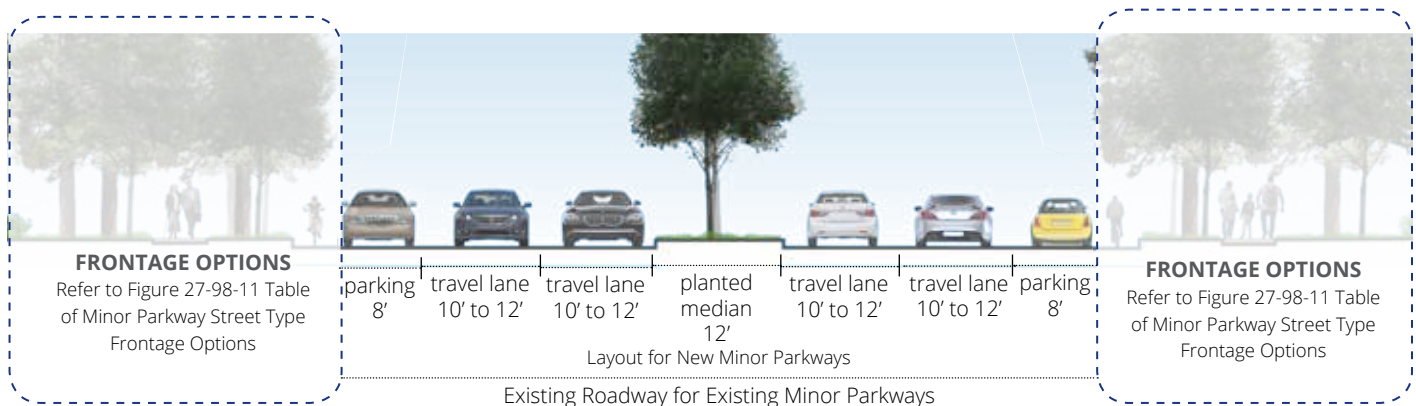 FRONTAGE OPTIONS
Refer to Figure 27-98-11 Table
of Minor Parkway Street Type
Frontage Options
parking
8’
travel lane
10’ to 12’
travel lane
10’ to 12’
planted
median
12’
travel lane
10’ to 12’
travel lane
10’ to 12’
parking
8’
Layout for New Minor Parkways
Existing Roadway for Existing Minor Parkways
FRONTAGE OPTIONS
Refer to Figure 27-98-11 Table
of Minor Parkway Street Type
Frontage Options